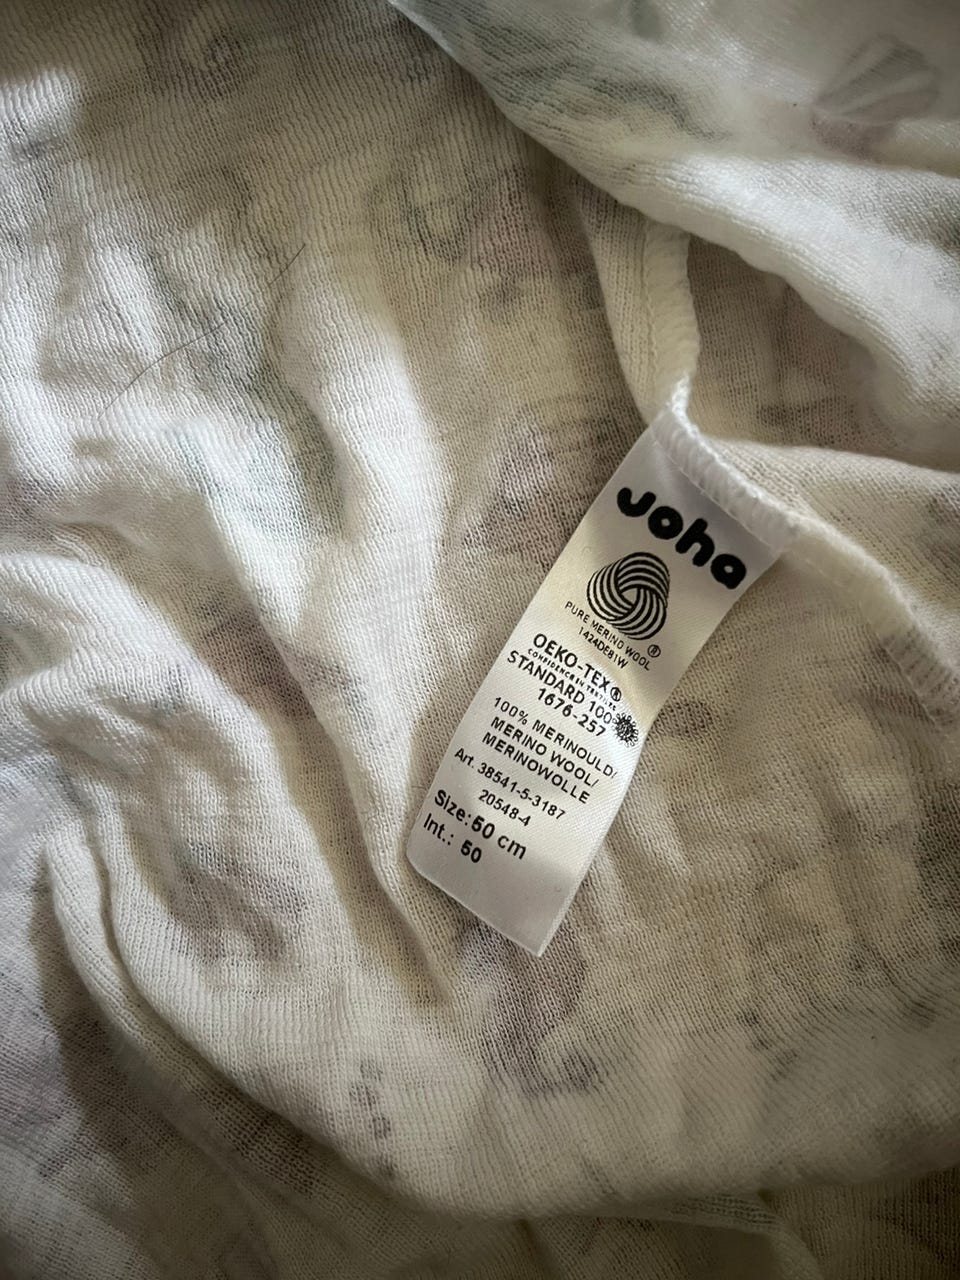 Joha
PURE MERINO WOOL ®
1424DE81W
OEKO-TEX®
CONFIDENCE IN TEXTILES
STANDARD 100
1676-257
100% MERINOULD/
MERINO WOOL/
MERINOWOLLE
Art. 38541-5-3187
20548-4
Size: 50 cm
Int.: 50